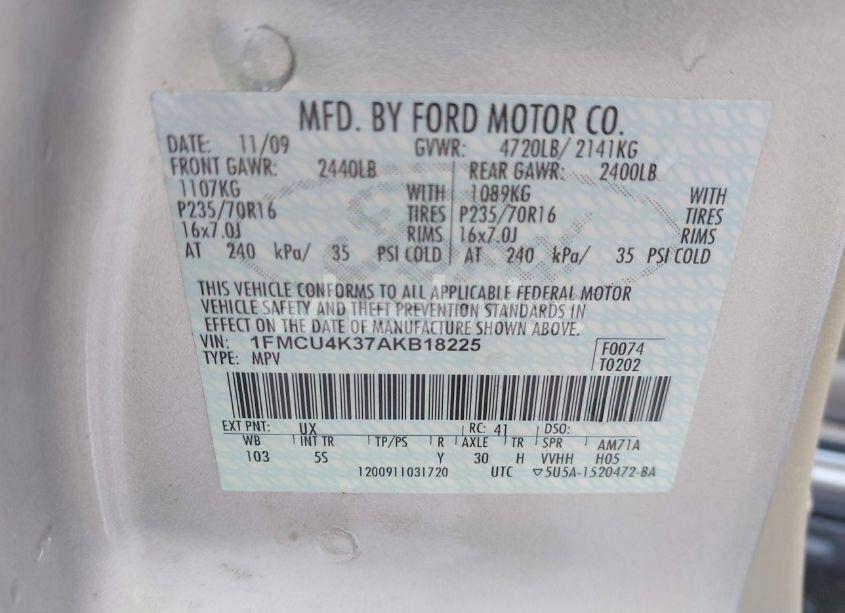 MFD. BY FORD MOTOR CO.
DATE: 11/09 GVWR: 4720LB/ 2141KG
FRONT GAWR: 2440LB REAR GAWR: 2400LB
1107KG WITH 1089KG WITH
P235/70R16 TIRES P235/70R16 TIRES
16x7.0J RIMS 16x7.0J RIMS
AT 240 kPa/ 35 PSI COLD AT 240 kPa/ 35 PSI COLD
THIS VEHICLE CONFORMS TO ALL APPLICABLE FEDERAL MOTOR
VEHICLE SAFETY AND THEFT PREVENTION STANDARDS IN
EFFECT ON THE DATE OF MANUFACTURE SHOWN ABOVE.
VIN: 1FMCU4K37AKB18225 F0074
TYPE: MPV T0202
EXT PNT: UX RC: 41 DSO:
WB INT TR TP/PS R AXLE TR SPR AM71A
103 5S Y 30 H VVHH H05
1200911031720 UTC ▽5U5A-1520472-BA